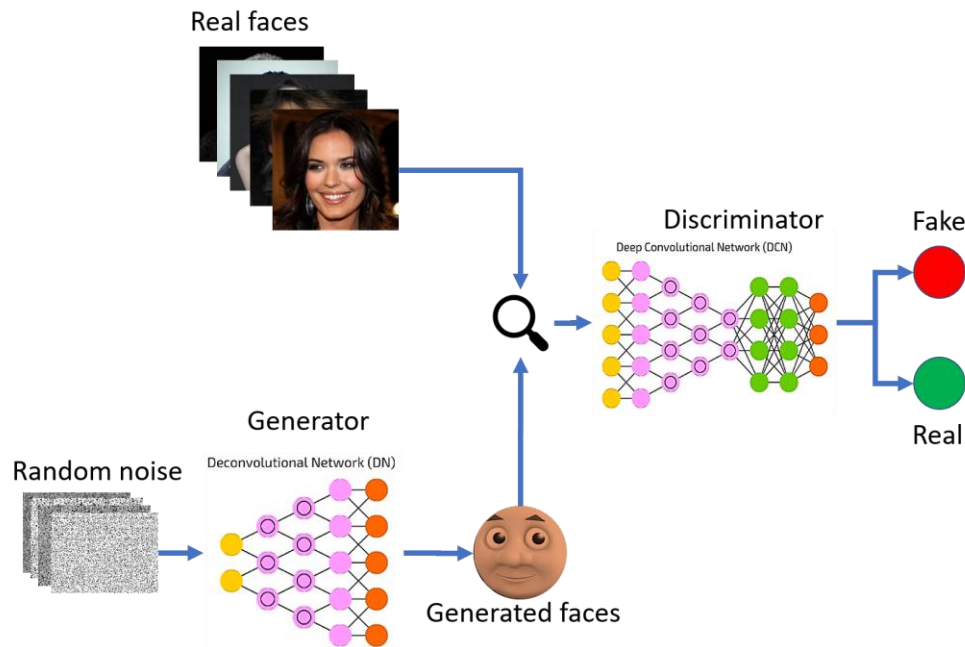 Real faces
Discriminator
Deep Convolutional Network (DCN)
Fake
Real
Generator
Deconvolutional Network (DN)
Random noise
Generated faces